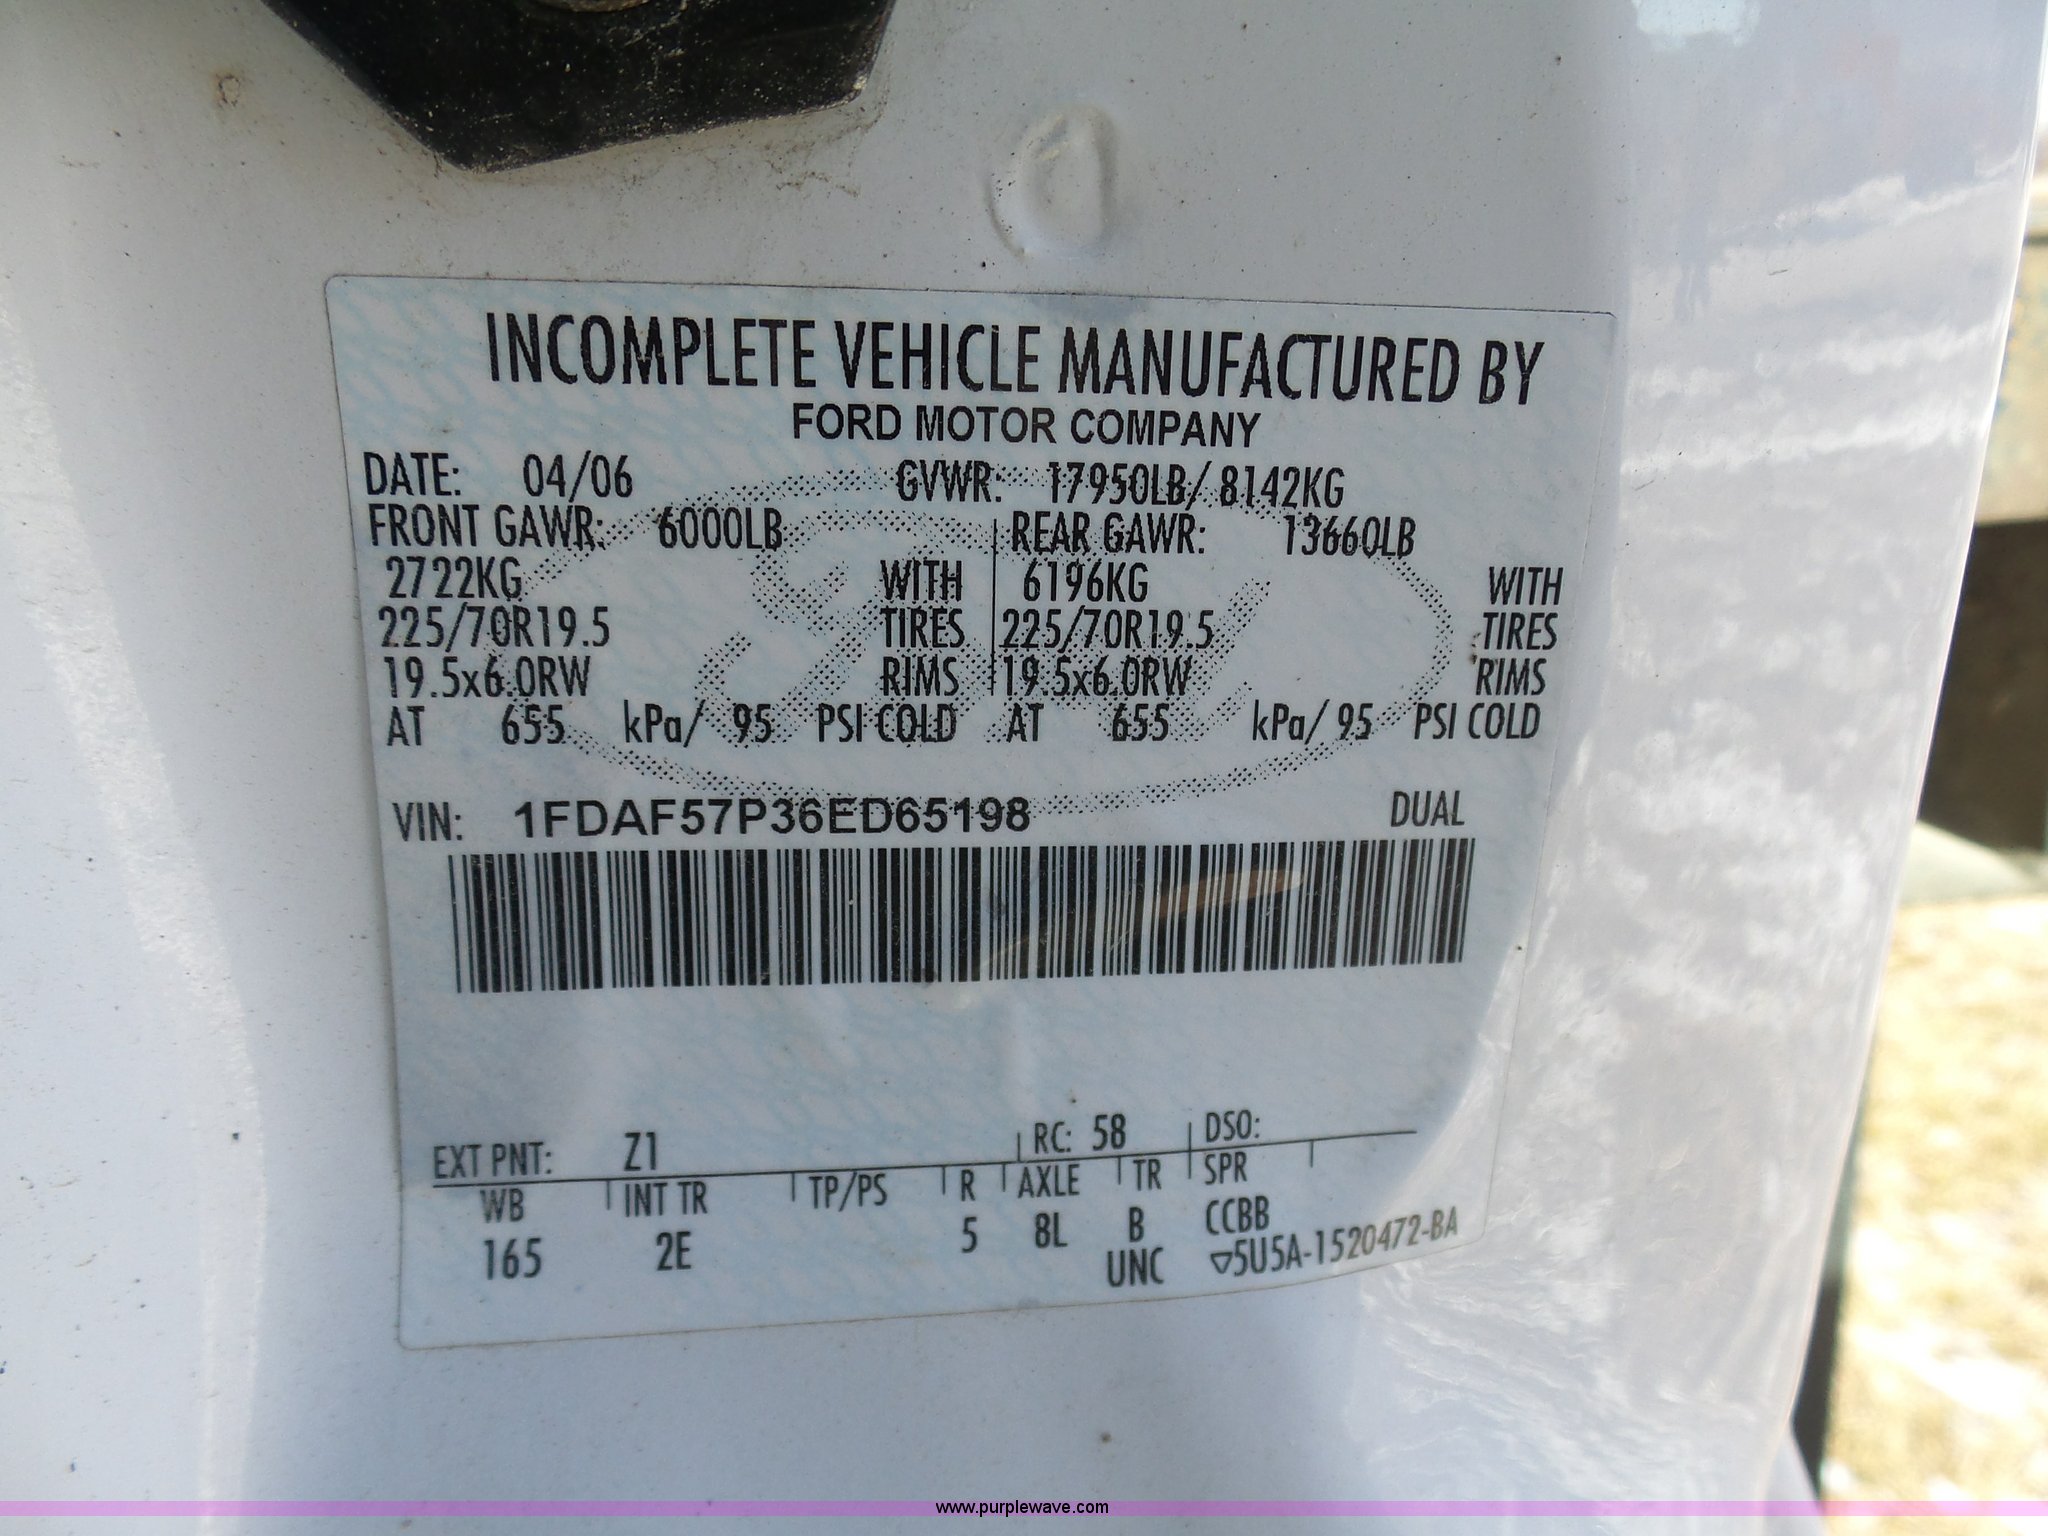 INCOMPLETE VEHICLE MANUFACTURED BY
FORD MOTOR COMPANY
DATE: 04/06 GVWR: 17950LB/ 8142KG
FRONT GAWR: 6000LB REAR GAWR: 13660LB
2722KG WITH 6196KG WITH
225/70R19.5 TIRES 225/70R19.5 TIRES
19.5x6.0RW RIMS 19.5x6.0RW RIMS
AT 655 kPa/ 95 PSI COLD AT 655 kPa/ 95 PSI COLD
VIN: 1FDAF57P36ED65198 DUAL
EXT PNT: Z1 RC: 58 DSO:
WB INT TR TP/PS R AXLE TR SPR
165 2E 5 8L B CCBB
UNC ▽5U5A-1520472-BA
www.purplewave.com